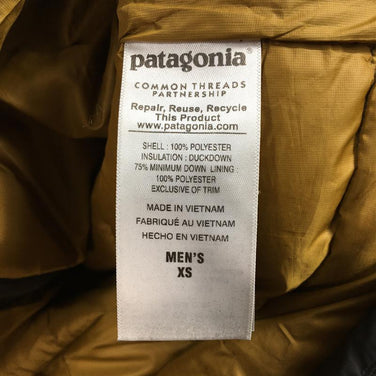 patagonia
COMMON THREADS
PARTNERSHIP
Repair, Reuse, Recycle
This Product
www.patagonia.com
SHELL : 100% POLYESTER
INSULATION : DUCKDOWN
75% MINIMUM DOWN LINING
100% POLYESTER
EXCLUSIVE OF TRIM
MADE IN VIETNAM
FABRIQUÉ AU VIETNAM
HECHO EN VIETNAM
MEN'S
XS